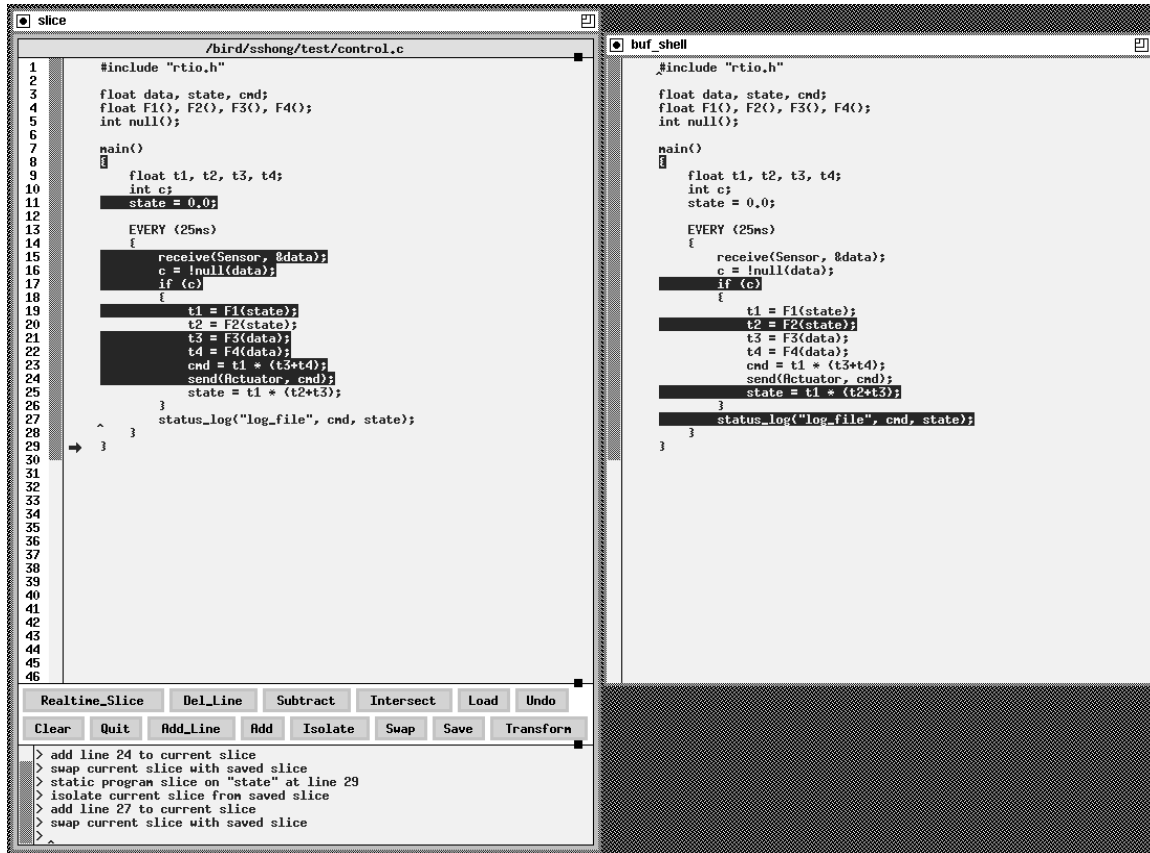 slice
/bird/sshong/test/control.c
1 #include "rtio.h"
2
3 float data, state, cmd;
4 float F1(), F2(), F3(), F4();
5 int null();
6
7 main()
8 {
9 float t1, t2, t3, t4;
10 int c;
11 state = 0.0;
12
13 EVERY (25ms)
14 {
15 receive(Sensor, &data);
16 c = !null(data);
17 if (c)
18 {
19 t1 = F1(state);
20 t2 = F2(state);
21 t3 = F3(data);
22 t4 = F4(data);
23 cmd = t1 * (t3+t4);
24 send(Actuator, cmd);
25 state = t1 * (t2+t3);
26 }
27 status_log("log_file", cmd, state);
28 }
29 }
30
31
32
33
34
35
36
37
38
39
40
41
42
43
44
45
46
Realtime_Slice Del_Line Subtract Intersect Load Undo
Clear Quit Add_Line Add Isolate Swap Save Transform
> add line 24 to current slice
> swap current slice with saved slice
> static program slice on "state" at line 29
> isolate current slice from saved slice
> add line 27 to current slice
> swap current slice with saved slice
>
buf_shell
#include "rtio.h"
float data, state, cmd;
float F1(), F2(), F3(), F4();
int null();
main()
{
float t1, t2, t3, t4;
int c;
state = 0.0;
EVERY (25ms)
{
receive(Sensor, &data);
c = !null(data);
if (c)
{
t1 = F1(state);
t2 = F2(state);
t3 = F3(data);
t4 = F4(data);
cmd = t1 * (t3+t4);
send(Actuator, cmd);
state = t1 * (t2+t3);
}
status_log("log_file", cmd, state);
}
}